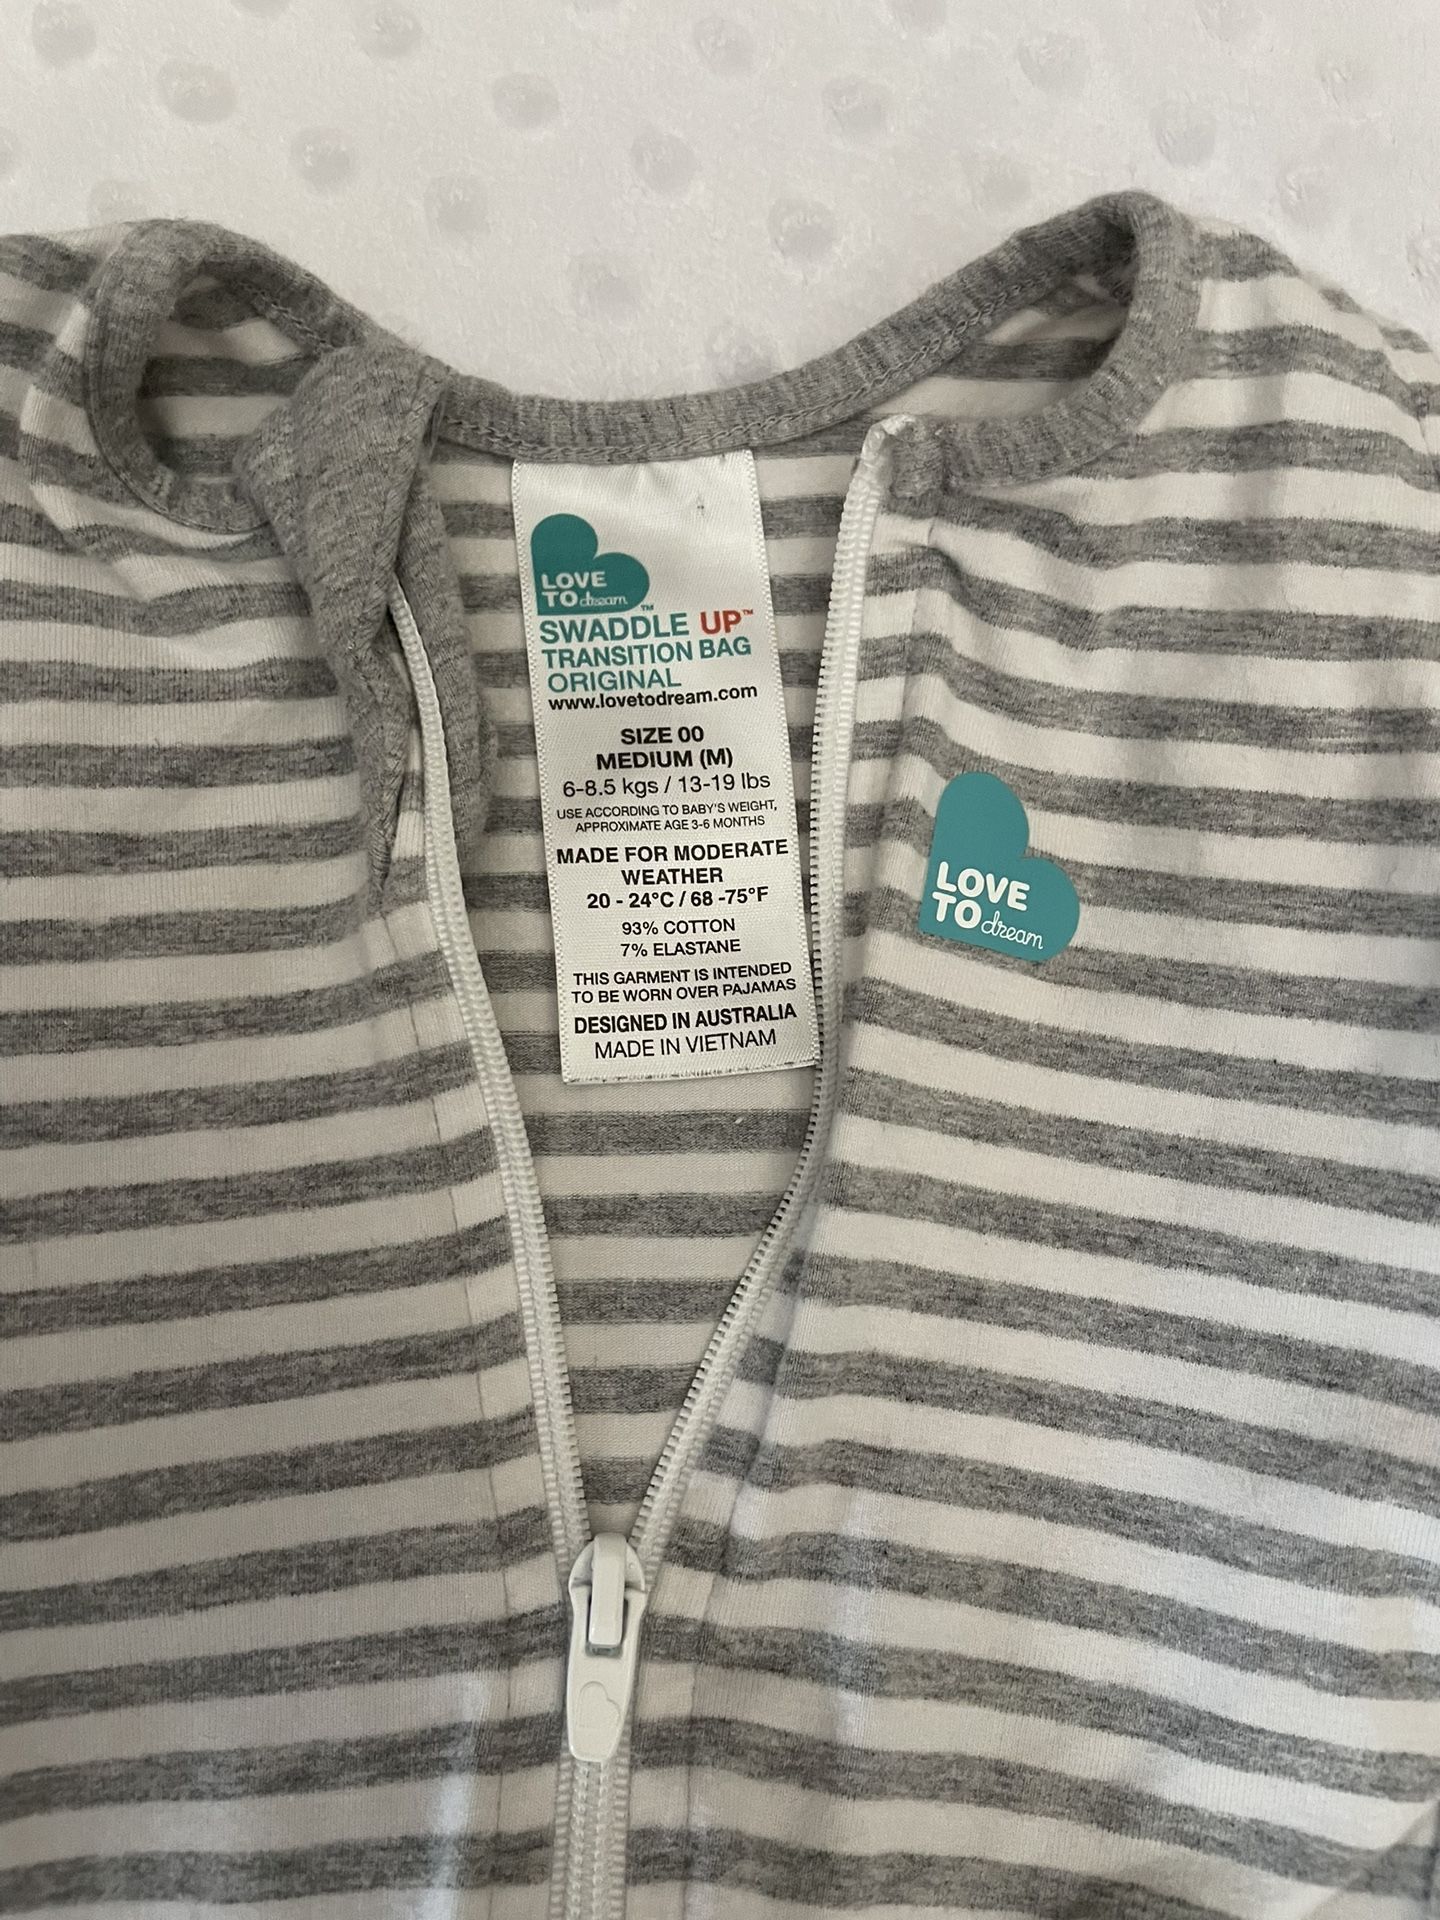 LOVE
TO dream™
SWADDLE UP™
TRANSITION BAG
ORIGINAL
www.lovetodream.com
SIZE 00
MEDIUM (M)
6-8.5 kgs / 13-19 lbs
USE ACCORDING TO BABY'S WEIGHT,
APPROXIMATE AGE 3-6 MONTHS
MADE FOR MODERATE
WEATHER
20 - 24°C / 68 -75°F
93% COTTON
7% ELASTANE
THIS GARMENT IS INTENDED
TO BE WORN OVER PAJAMAS
DESIGNED IN AUSTRALIA
MADE IN VIETNAM
LOVE
TO dream